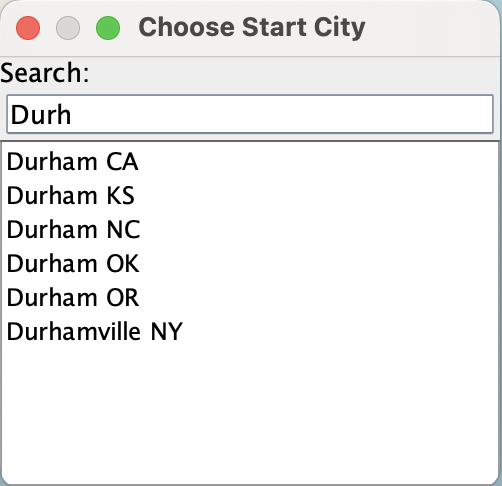 Choose Start City
Search:
Durh
Durham CA
Durham KS
Durham NC
Durham OK
Durham OR
Durhamville NY